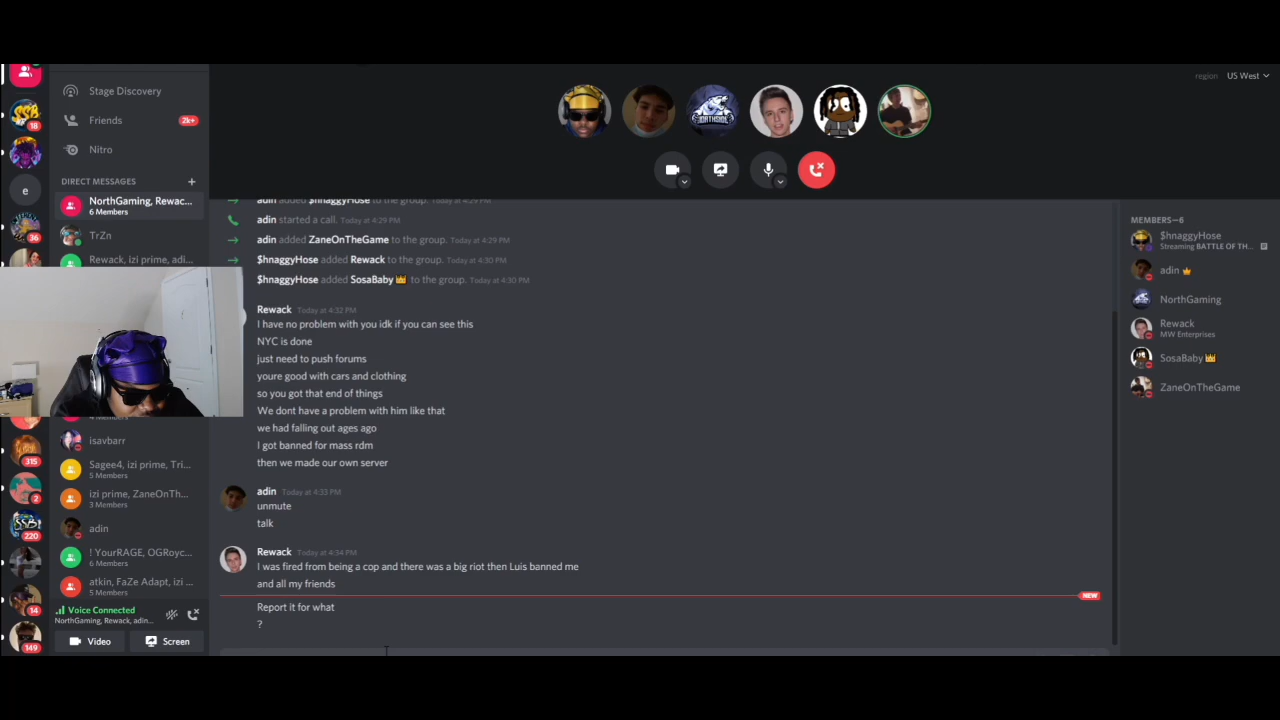 region US West
Stage Discovery
Friends 2k+
Nitro
DIRECT MESSAGES +
NorthGaming, Rewac...
6 Members
TrZn
Rewack, izi prime, adi...
4 Members
isavbarr
Sagee4, izi prime, Tri...
5 Members
izi prime, ZaneOnTh...
3 Members
adin
! YourRAGE, OGRoyc...
6 Members
atkin, FaZe Adapt, izi ...
5 Members
Voice Connected
NorthGaming, Rewack, adin...
Video
Screen
18
e
36
315
2
220
14
149
NORTHSIDE
adin added $hnaggyHose to the group. Today at 4:29 PM
adin started a call. Today at 4:29 PM
adin added ZaneOnTheGame to the group. Today at 4:29 PM
$hnaggyHose added Rewack to the group. Today at 4:30 PM
$hnaggyHose added SosaBaby 👑 to the group. Today at 4:30 PM
Rewack Today at 4:32 PM
I have no problem with you idk if you can see this
NYC is done
just need to push forums
youre good with cars and clothing
so you got that end of things
We dont have a problem with him like that
we had falling out ages ago
I got banned for mass rdm
then we made our own server
adin Today at 4:33 PM
unmute
talk
Rewack Today at 4:34 PM
I was fired from being a cop and there was a big riot then Luis banned me
and all my friends
NEW
Report it for what
?
MEMBERS—6
$hnaggyHose
Streaming BATTLE OF TH...
adin
NorthGaming
Rewack
MW Enterprises
SosaBaby 👑
ZaneOnTheGame